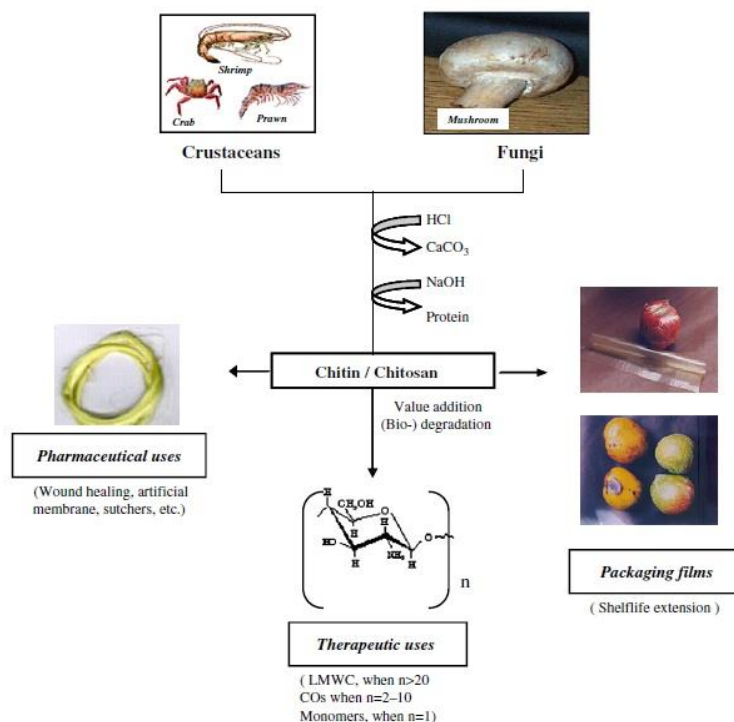 Shrimp
Crab
Prawn
Mushroom
Crustaceans
Fungi
HCl
CaCO3
NaOH
Protein
Chitin / Chitosan
Value addition
(Bio-) degradation
Pharmaceutical uses
(Wound healing, artificial
membrane, sutchers, etc.)
H
CH2OH
O
H
HO
H
H
NH2
H
O
n
Packaging films
( Shelflife extension )
Therapeutic uses
( LMWC, when n>20
COs when n=2–10
Monomers, when n=1)